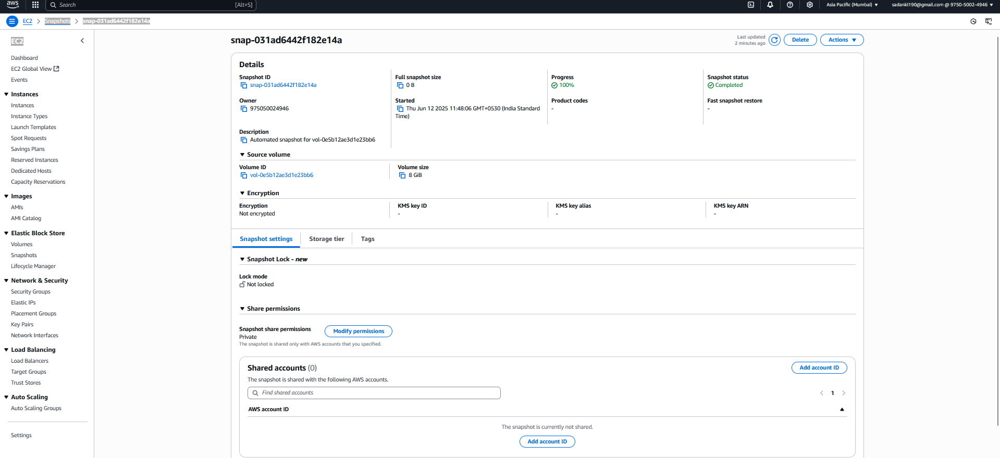 aws
Search
[Alt+S]
Asia Pacific (Mumbai)
sadanki190@gmail.com @ 9750-5002-4946
EC2
Snapshots
snap-031ad6442f182e14a
EC2
Dashboard
EC2 Global View
Events
Instances
Instances
Instance Types
Launch Templates
Spot Requests
Savings Plans
Reserved Instances
Dedicated Hosts
Capacity Reservations
Images
AMIs
AMI Catalog
Elastic Block Store
Volumes
Snapshots
Lifecycle Manager
Network & Security
Security Groups
Elastic IPs
Placement Groups
Key Pairs
Network Interfaces
Load Balancing
Load Balancers
Target Groups
Trust Stores
Auto Scaling
Auto Scaling Groups
Settings
snap-031ad6442f182e14a
Last updated
2 minutes ago
Delete
Actions
Details
Snapshot ID
snap-031ad6442f182e14a
Full snapshot size
0 B
Progress
100%
Snapshot status
Completed
Owner
975050024946
Started
Thu Jun 12 2025 11:48:06 GMT+0530 (India Standard
Time)
Product codes
-
Fast snapshot restore
-
Description
Automated snapshot for vol-0e5b12ae3d1e23bb6
Source volume
Volume ID
vol-0e5b12ae3d1e23bb6
Volume size
8 GiB
Encryption
Encryption
Not encrypted
KMS key ID
-
KMS key alias
-
KMS key ARN
-
Snapshot settings
Storage tier
Tags
Snapshot Lock - new
Lock mode
Not locked
Share permissions
Snapshot share permissions
Private
The snapshot is shared only with AWS accounts that you specified.
Modify permissions
Shared accounts (0)
Add account ID
The snapshot is shared with the following AWS accounts.
Find shared accounts
1
AWS account ID
The snapshot is currently not shared.
Add account ID